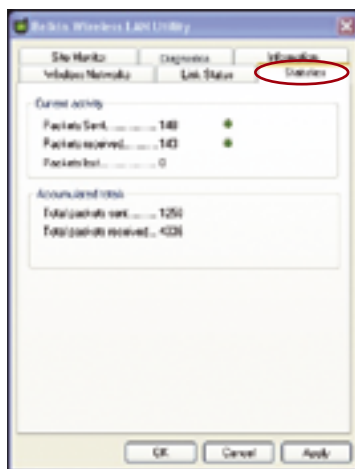 Belkin Wireless LAN Utility
Site Monitor Diagnostics Information
Wireless Networks Link Status Statistics
Current activity
Packets Sent.......... 148
Packets received...... 143
Packets lost.......... 0
Accumulated totals
Total packets sent....... 1250
Total packets received... 4336
OK Cancel Apply